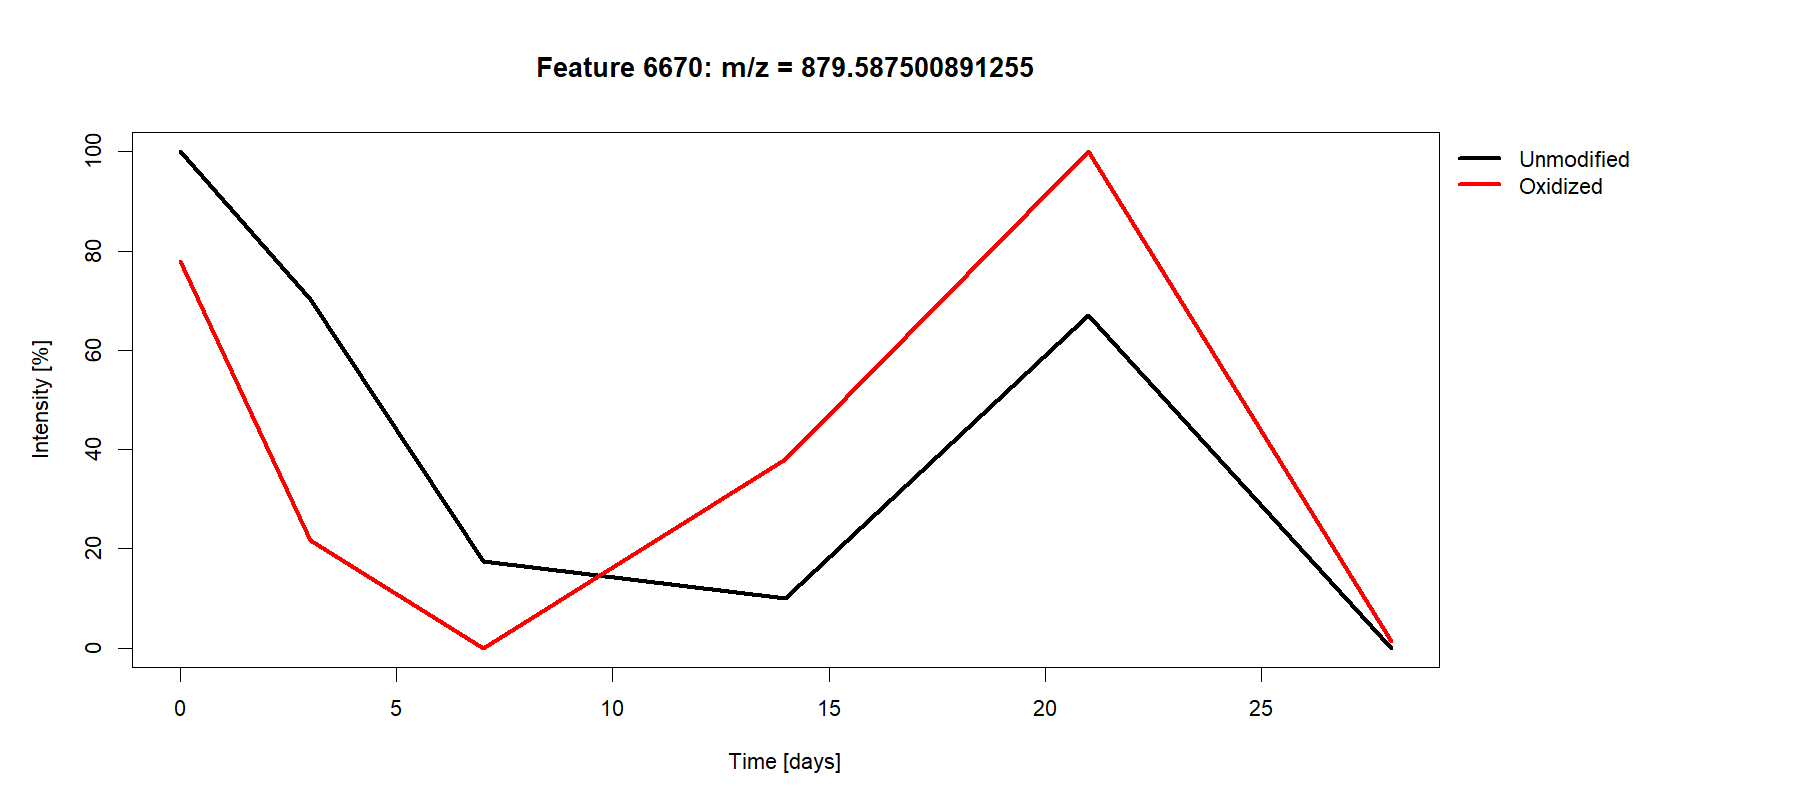 Feature 6670: m/z = 879.587500891255
Unmodified
Oxidized
Intensity [%]
100
80
60
40
20
0
0 5 10 15 20 25
Time [days]